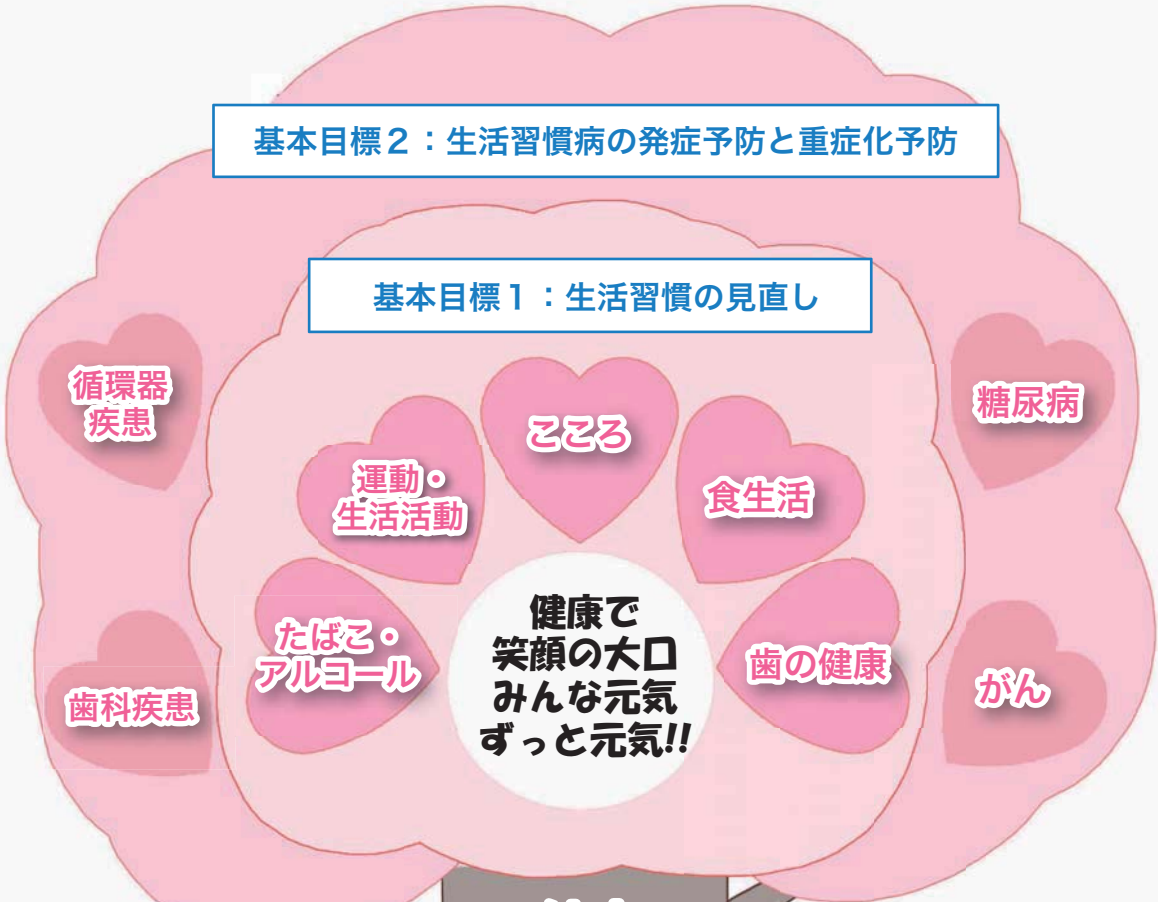 基本目標２：生活習慣病の発症予防と重症化予防
基本目標１：生活習慣の見直し
循環器
疾患
糖尿病
こころ
運動・
生活活動
食生活
たばこ・
アルコール
歯の健康
健康で
笑顔の大口
みんな元気
ずっと元気!!
歯科疾患
がん